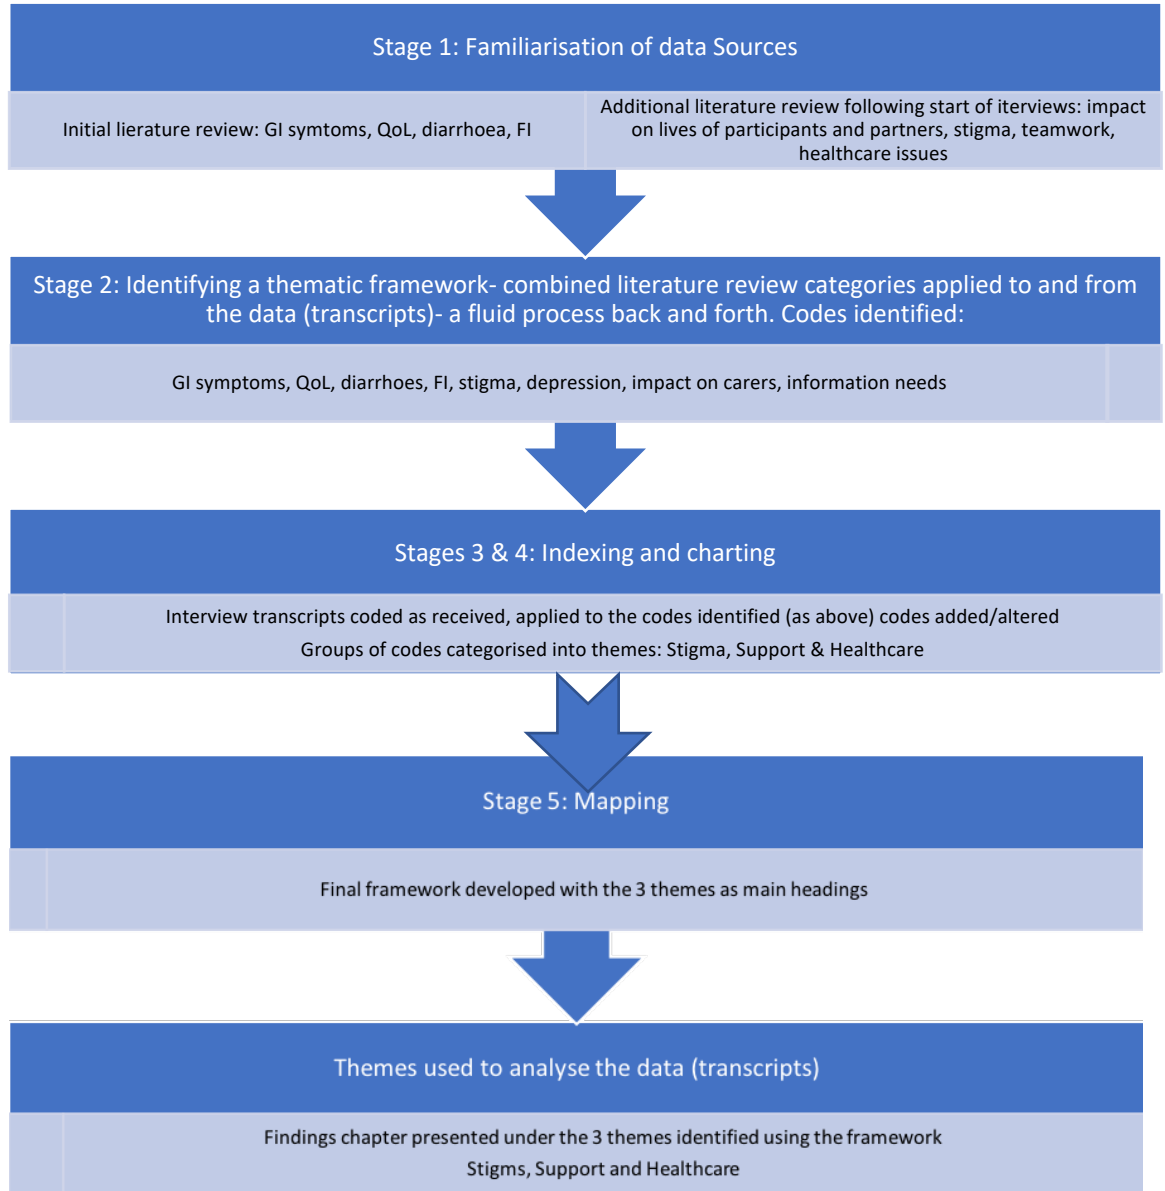 Stage 1: Familiarisation of data Sources
Initial lierature review: GI symtoms, QoL, diarrhoea, FI
Additional literature review following start of iterviews: impact
on lives of participants and partners, stigma, teamwork,
healthcare issues
Stage 2: Identifying a thematic framework- combined literature review categories applied to and from
the data (transcripts)- a fluid process back and forth. Codes identified:
GI symptoms, QoL, diarrhoes, FI, stigma, depression, impact on carers, information needs
Stages 3 & 4: Indexing and charting
Interview transcripts coded as received, applied to the codes identified (as above) codes added/altered
Groups of codes categorised into themes: Stigma, Support & Healthcare
Stage 5: Mapping
Final framework developed with the 3 themes as main headings
Themes used to analyse the data (transcripts)
Findings chapter presented under the 3 themes identified using the framework
Stigms, Support and Healthcare